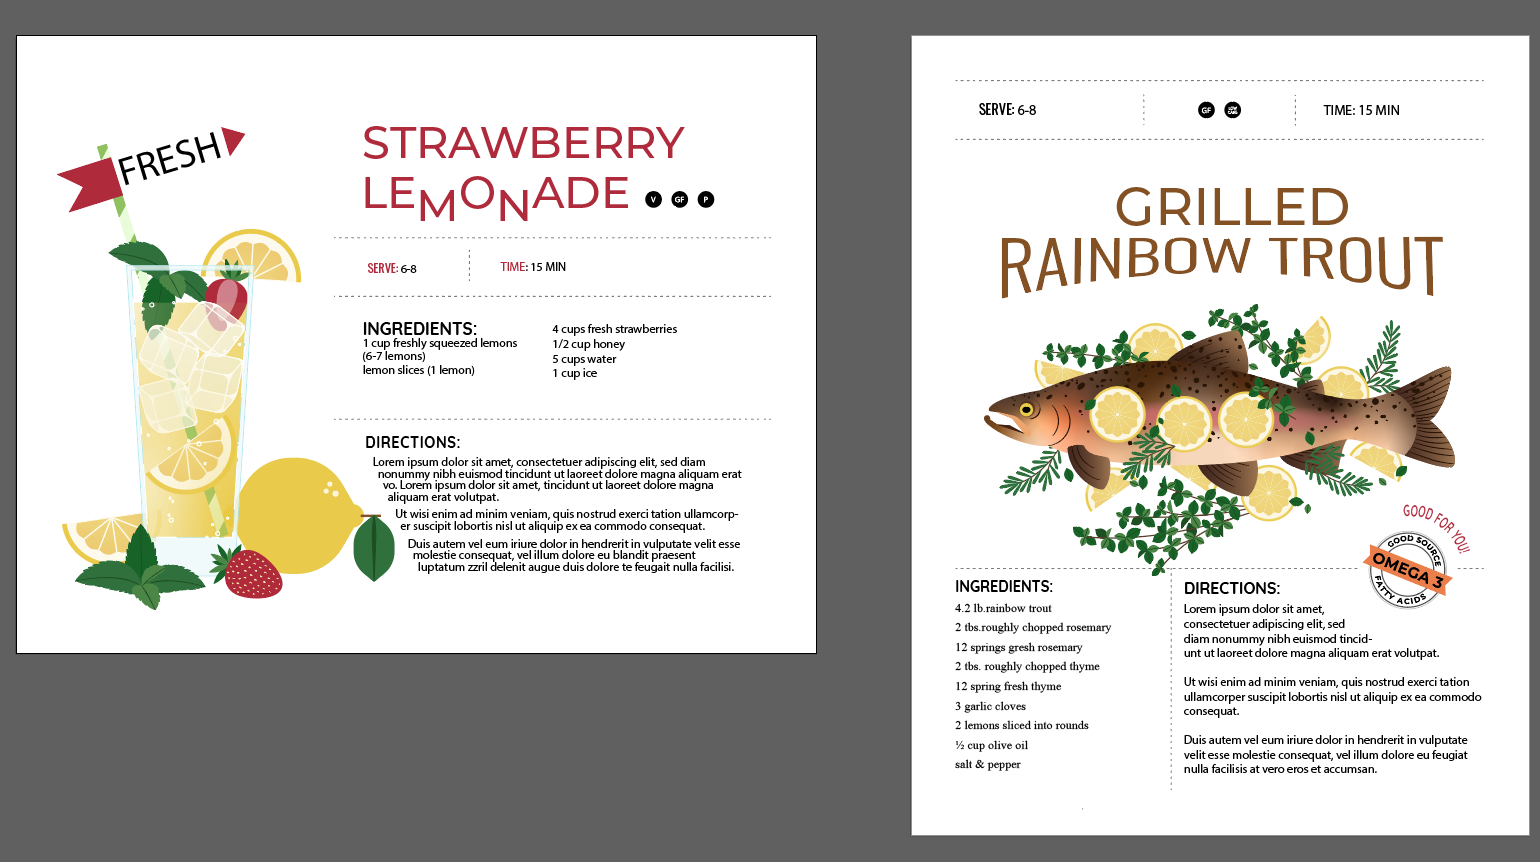 FRESH
STRAWBERRY
LEMONADE V GF P
SERVE: 6-8
TIME: 15 MIN
INGREDIENTS:
1 cup freshly squeezed lemons
(6-7 lemons)
lemon slices (1 lemon)
4 cups fresh strawberries
1/2 cup honey
5 cups water
1 cup ice
DIRECTIONS:
Lorem ipsum dolor sit amet, consectetuer adipiscing elit, sed diam
nonummy nibh euismod tincidunt ut laoreet dolore magna aliquam erat
vo. Lorem ipsum dolor sit amet, tincidunt ut laoreet dolore magna
aliquam erat volutpat.
Ut wisi enim ad minim veniam, quis nostrud exerci tation ullamcorp-
er suscipit lobortis nisl ut aliquip ex ea commodo consequat.
Duis autem vel eum iriure dolor in hendrerit in vulputate velit esse
molestie consequat, vel illum dolore eu blandit praesent
luptatum zzril delenit augue duis dolore te feugait nulla facilisi.
SERVE: 6-8
GF LOW CARB
TIME: 15 MIN
GRILLED
RAINBOW TROUT
GOOD FOR YOU!
GOOD SOURCE
OMEGA 3
FATTY ACIDS
INGREDIENTS:
4.2 lb.rainbow trout
2 tbs.roughly chopped rosemary
12 springs gresh rosemary
2 tbs. roughly chopped thyme
12 spring fresh thyme
3 garlic cloves
2 lemons sliced into rounds
½ cup olive oil
salt & pepper
DIRECTIONS:
Lorem ipsum dolor sit amet,
consectetuer adipiscing elit, sed
diam nonummy nibh euismod tincid-
unt ut laoreet dolore magna aliquam erat volutpat.
Ut wisi enim ad minim veniam, quis nostrud exerci tation
ullamcorper suscipit lobortis nisl ut aliquip ex ea commodo
consequat.
Duis autem vel eum iriure dolor in hendrerit in vulputate
velit esse molestie consequat, vel illum dolore eu feugiat
nulla facilisis at vero eros et accumsan.